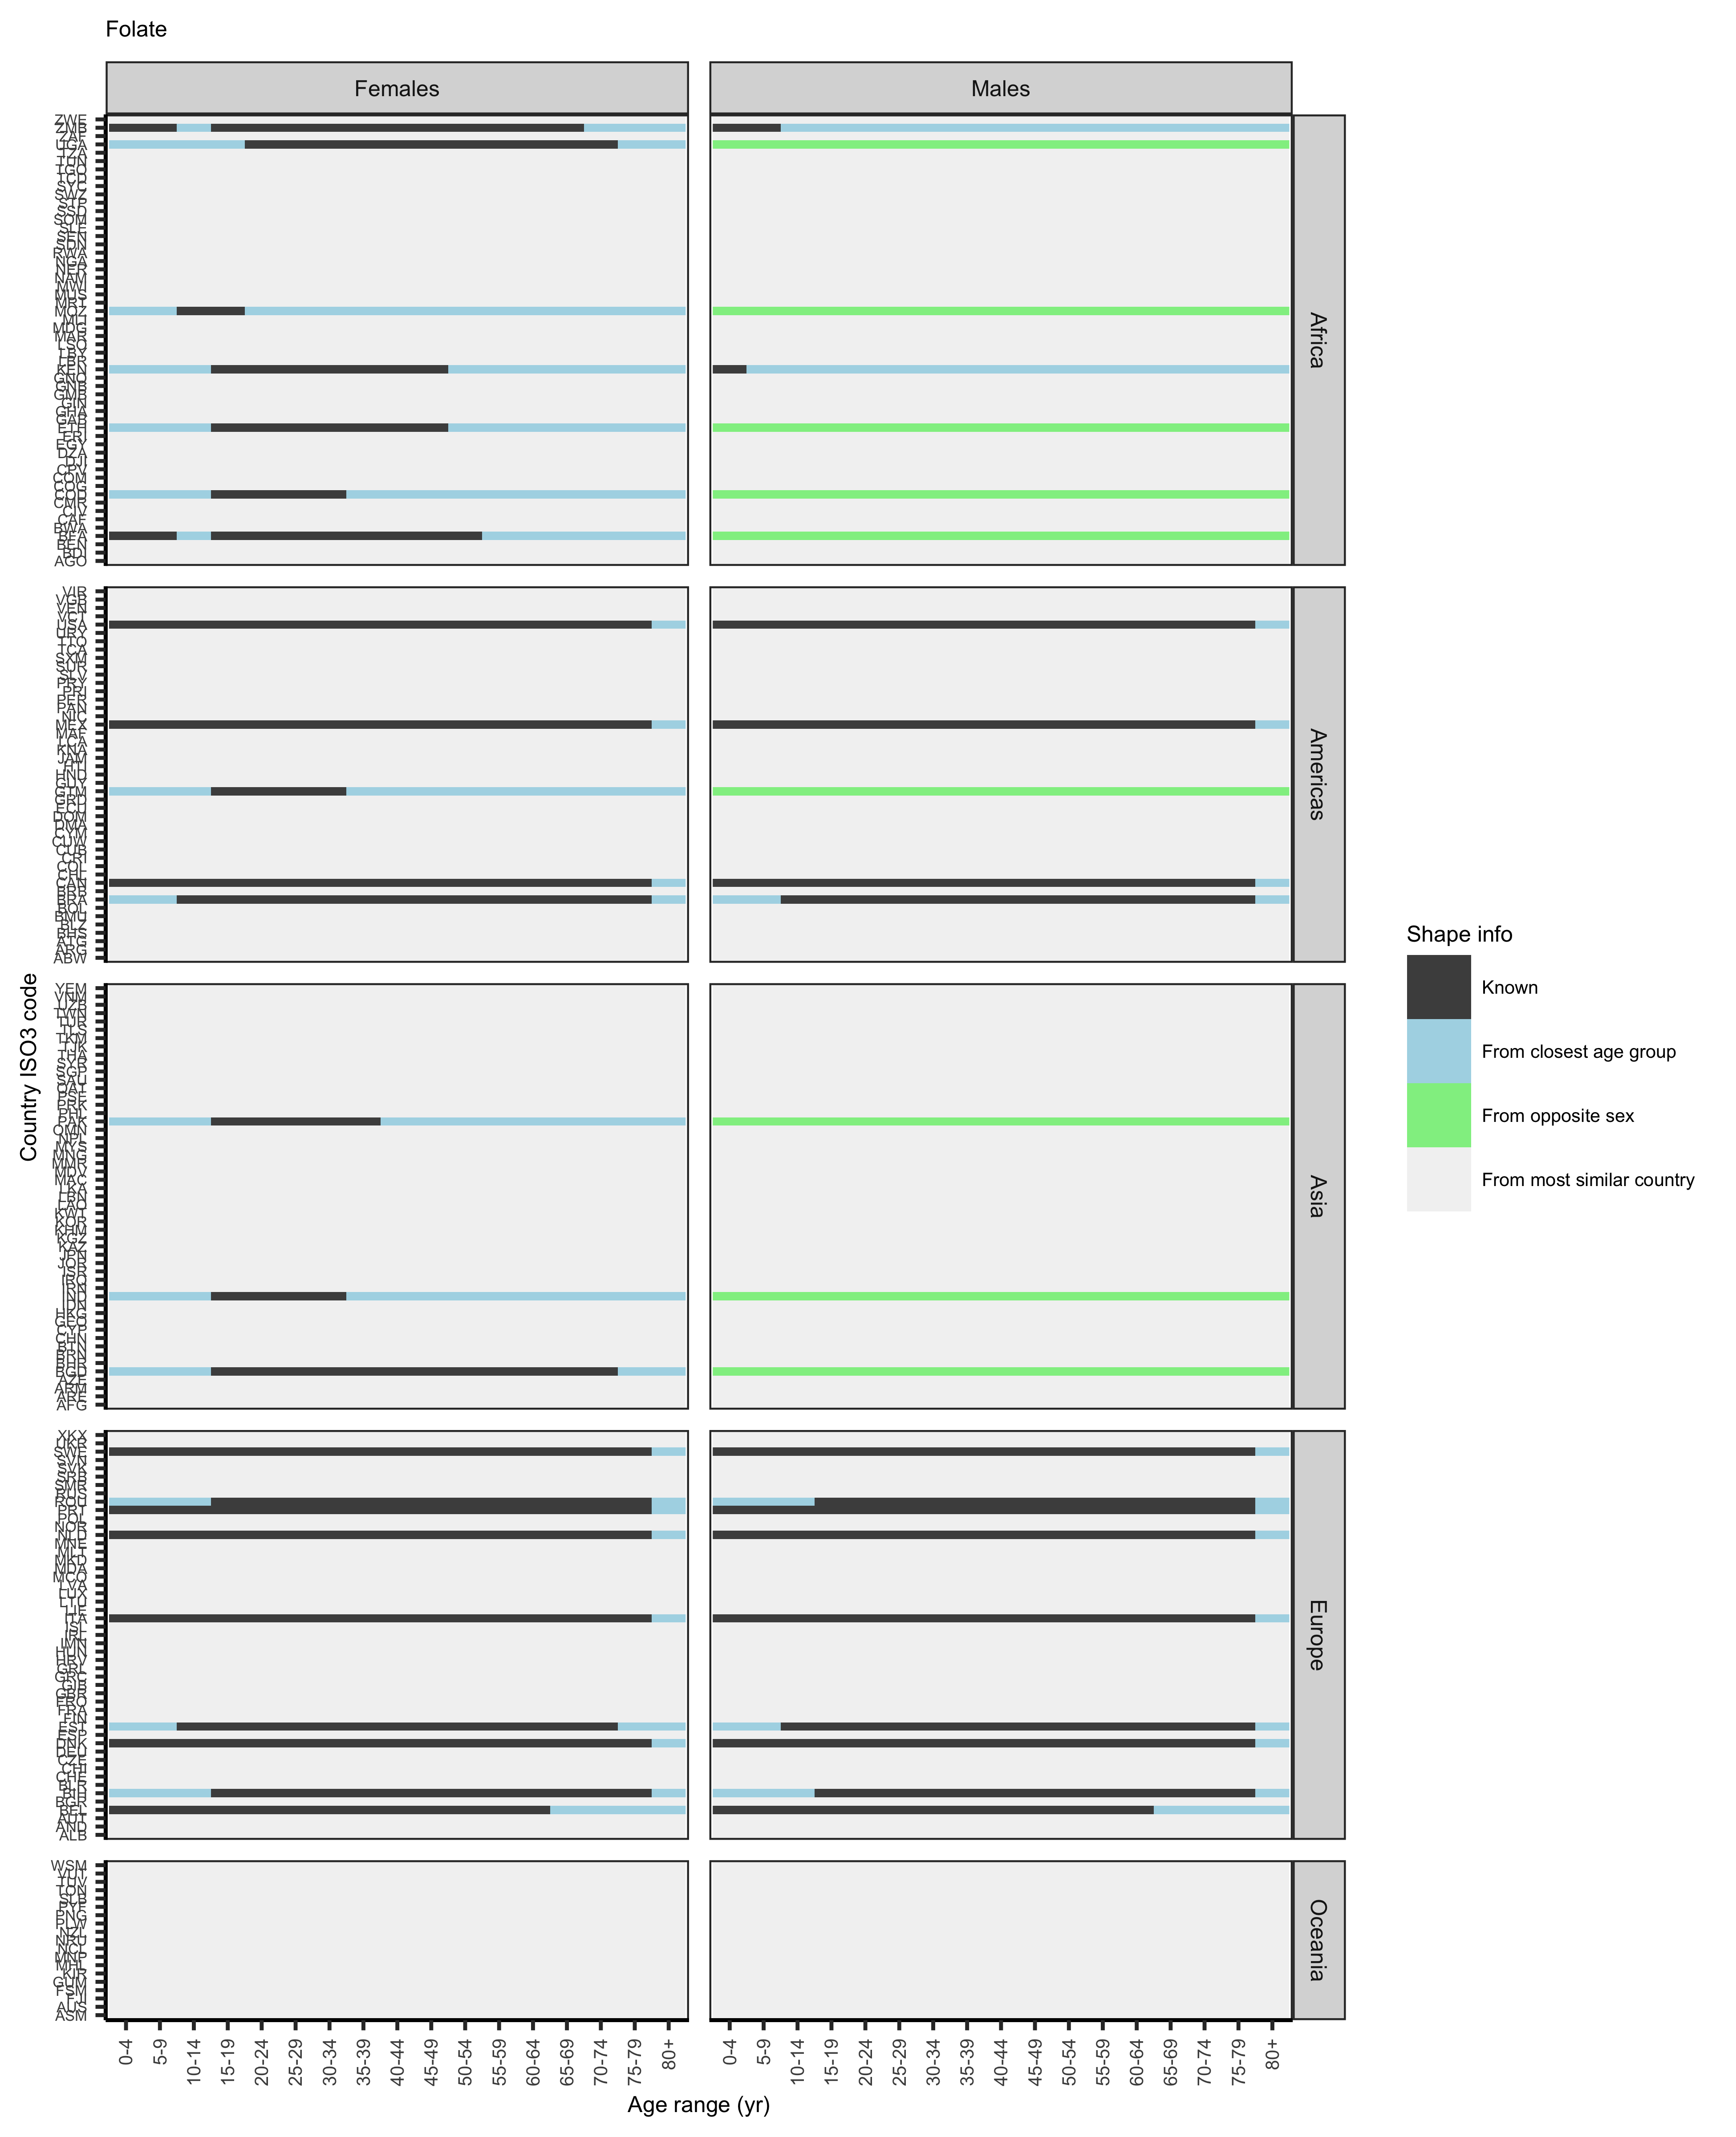 Folate
Females
Males
ZWE
ZMB
ZAF
UGA
TZA
TUN
TGO
TCD
SYC
SWZ
STP
SSD
SOM
SLE
SEN
SDN
RWA
NGA
NER
NAM
MWI
MUS
MRT
MOZ
MLI
MDG
MAR
LSO
LBY
LBR
KEN
GNQ
GNB
GMB
GIN
GHA
GAB
ETH
ERI
EGY
DZA
DJI
CPV
COM
COG
COD
CMR
CIV
CAF
BWA
BFA
BEN
BDI
AGO
Africa
VIR
VGB
VEN
VCT
USA
URY
TTO
TCA
SXM
SUR
SLV
PRY
PRI
PER
PAN
NIC
MEX
MAF
LCA
KNA
JAM
HTI
HND
GUY
GTM
GRD
ECU
DOM
DMA
CYM
CUW
CUB
CRI
COL
CHL
CAN
BRB
BRA
BOL
BMU
BLZ
BHS
ATG
ARG
ABW
Americas
YEM
VNM
UZB
TWN
TUR
TLS
TKM
TJK
THA
SYR
SGP
SAU
QAT
PSE
PRK
PHL
PAK
OMN
NPL
MYS
MNG
MMR
MDV
MAC
LKA
LBN
LAO
KWT
KOR
KHM
KGZ
KAZ
JPN
JOR
ISR
IRQ
IRN
IND
IDN
HKG
GEO
CYP
CHN
BTN
BRN
BHR
BGD
AZE
ARM
ARE
AFG
Asia
XKX
UKR
SWE
SVN
SVK
SRB
SMR
RUS
ROU
PRT
POL
NOR
NLD
MNE
MLT
MKD
MDA
MCO
LVA
LUX
LTU
LIE
ITA
ISL
IRL
IMN
HUN
HRV
GRL
GRC
GIB
GBR
FRO
FRA
FIN
EST
ESP
DNK
DEU
CZE
CHI
CHE
BLR
BIH
BGR
BEL
AUT
AND
ALB
Europe
WSM
VUT
TUV
TON
SLB
PYF
PNG
PLW
NZL
NRU
NCL
MNP
MHL
KIR
GUM
FSM
FJI
AUS
ASM
Oceania
0-4
5-9
10-14
15-19
20-24
25-29
30-34
35-39
40-44
45-49
50-54
55-59
60-64
65-69
70-74
75-79
80+
0-4
5-9
10-14
15-19
20-24
25-29
30-34
35-39
40-44
45-49
50-54
55-59
60-64
65-69
70-74
75-79
80+
Age range (yr)
Country ISO3 code
Shape info
Known
From closest age group
From opposite sex
From most similar country